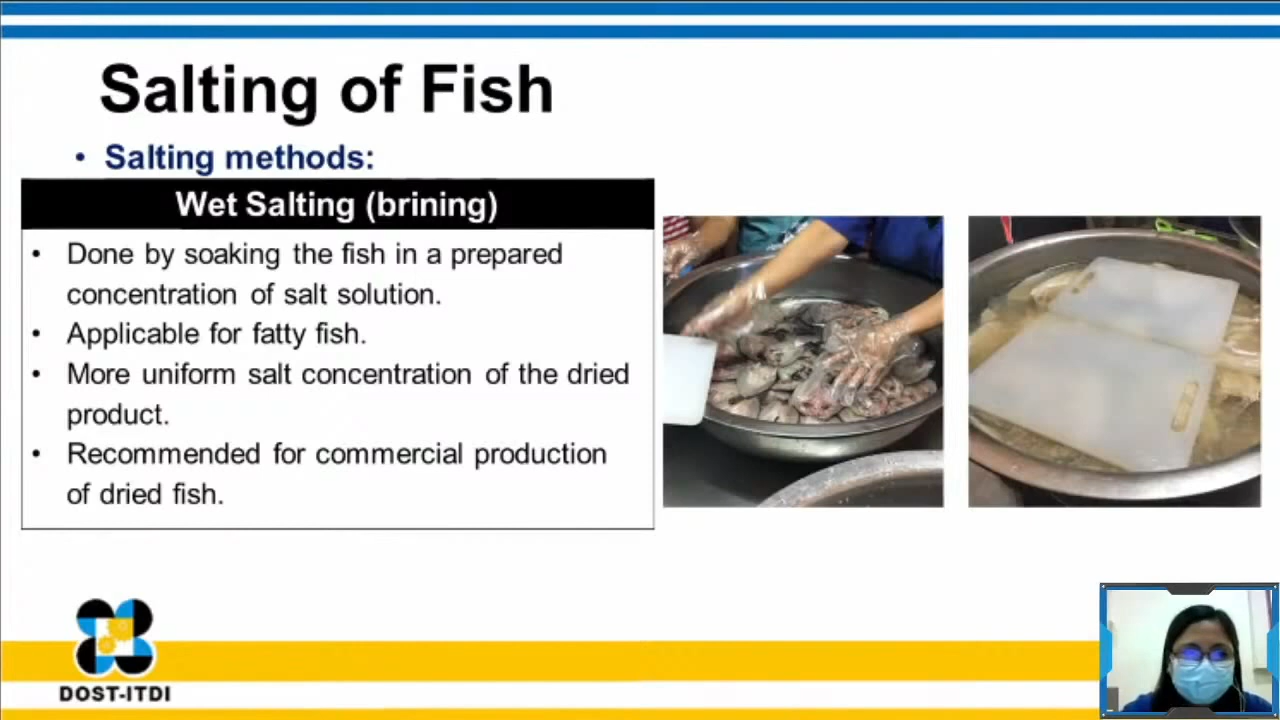 Salting of Fish
• Salting methods:
Wet Salting (brining)
• Done by soaking the fish in a prepared
concentration of salt solution.
• Applicable for fatty fish.
• More uniform salt concentration of the dried
product.
• Recommended for commercial production
of dried fish.
DOST-ITDI